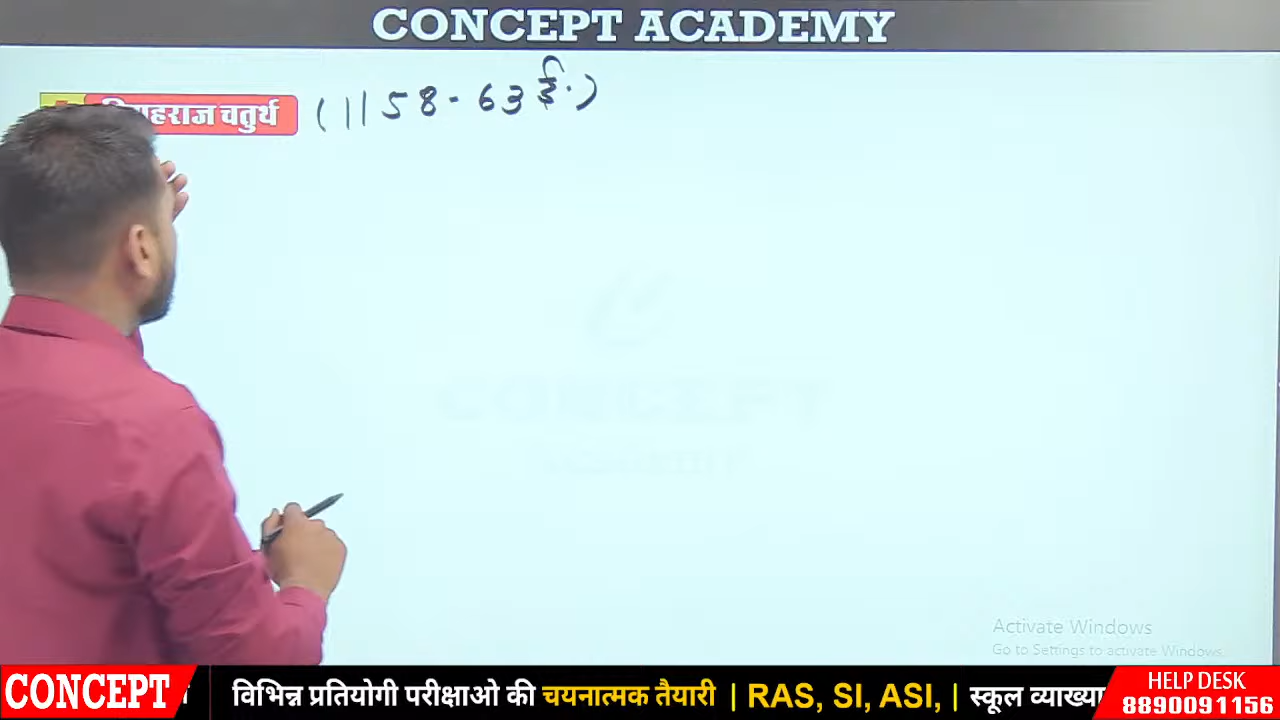 CONCEPT ACADEMY
चतुर्थ (1158-63 ई.)
CONCEPT
Activate Windows
Go to Settings to activate Windows.
CONCEPT विभिन्न प्रतियोगी परीक्षाओ की चयनात्मक तैयारी | RAS, SI, ASI, | स्कूल व्याख्या
HELP DESK
8890091156